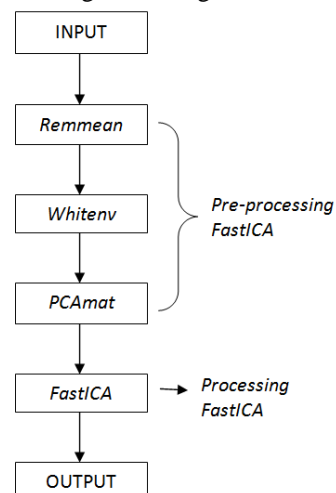 INPUT
Remmean
Whitenv
Pre-processing
FastICA
PCAmat
FastICA
Processing
FastICA
OUTPUT